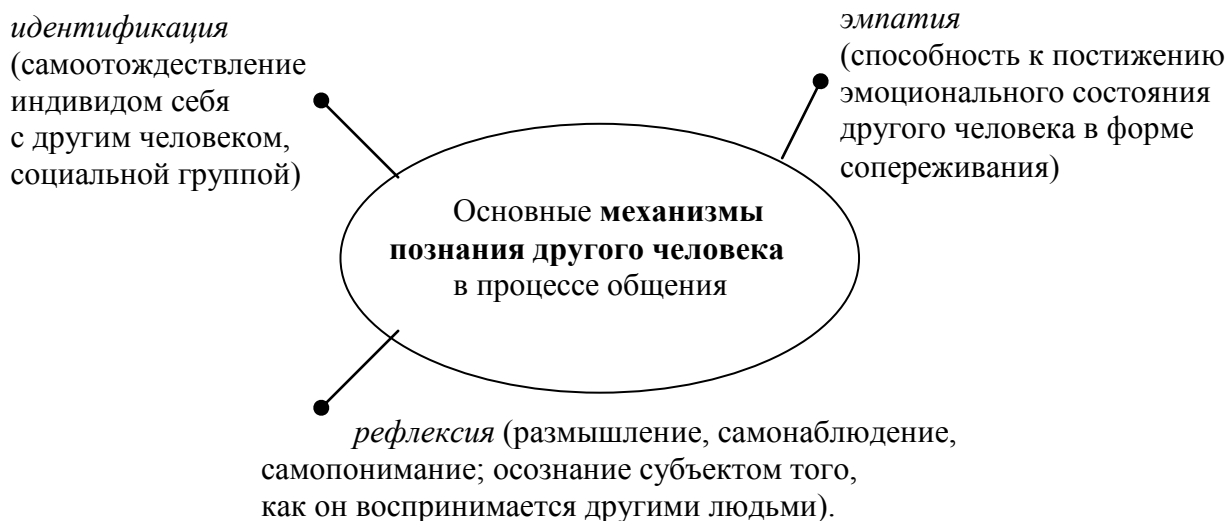 идентификация
(самоотождествление
индивидом себя
с другим человеком,
социальной группой)
эмпатия
(способность к постижению
эмоционального состояния
другого человека в форме
сопереживания)
Основные механизмы
познания другого человека
в процессе общения
рефлексия (размышление, самонаблюдение,
самопонимание; осознание субъектом того,
как он воспринимается другими людьми).